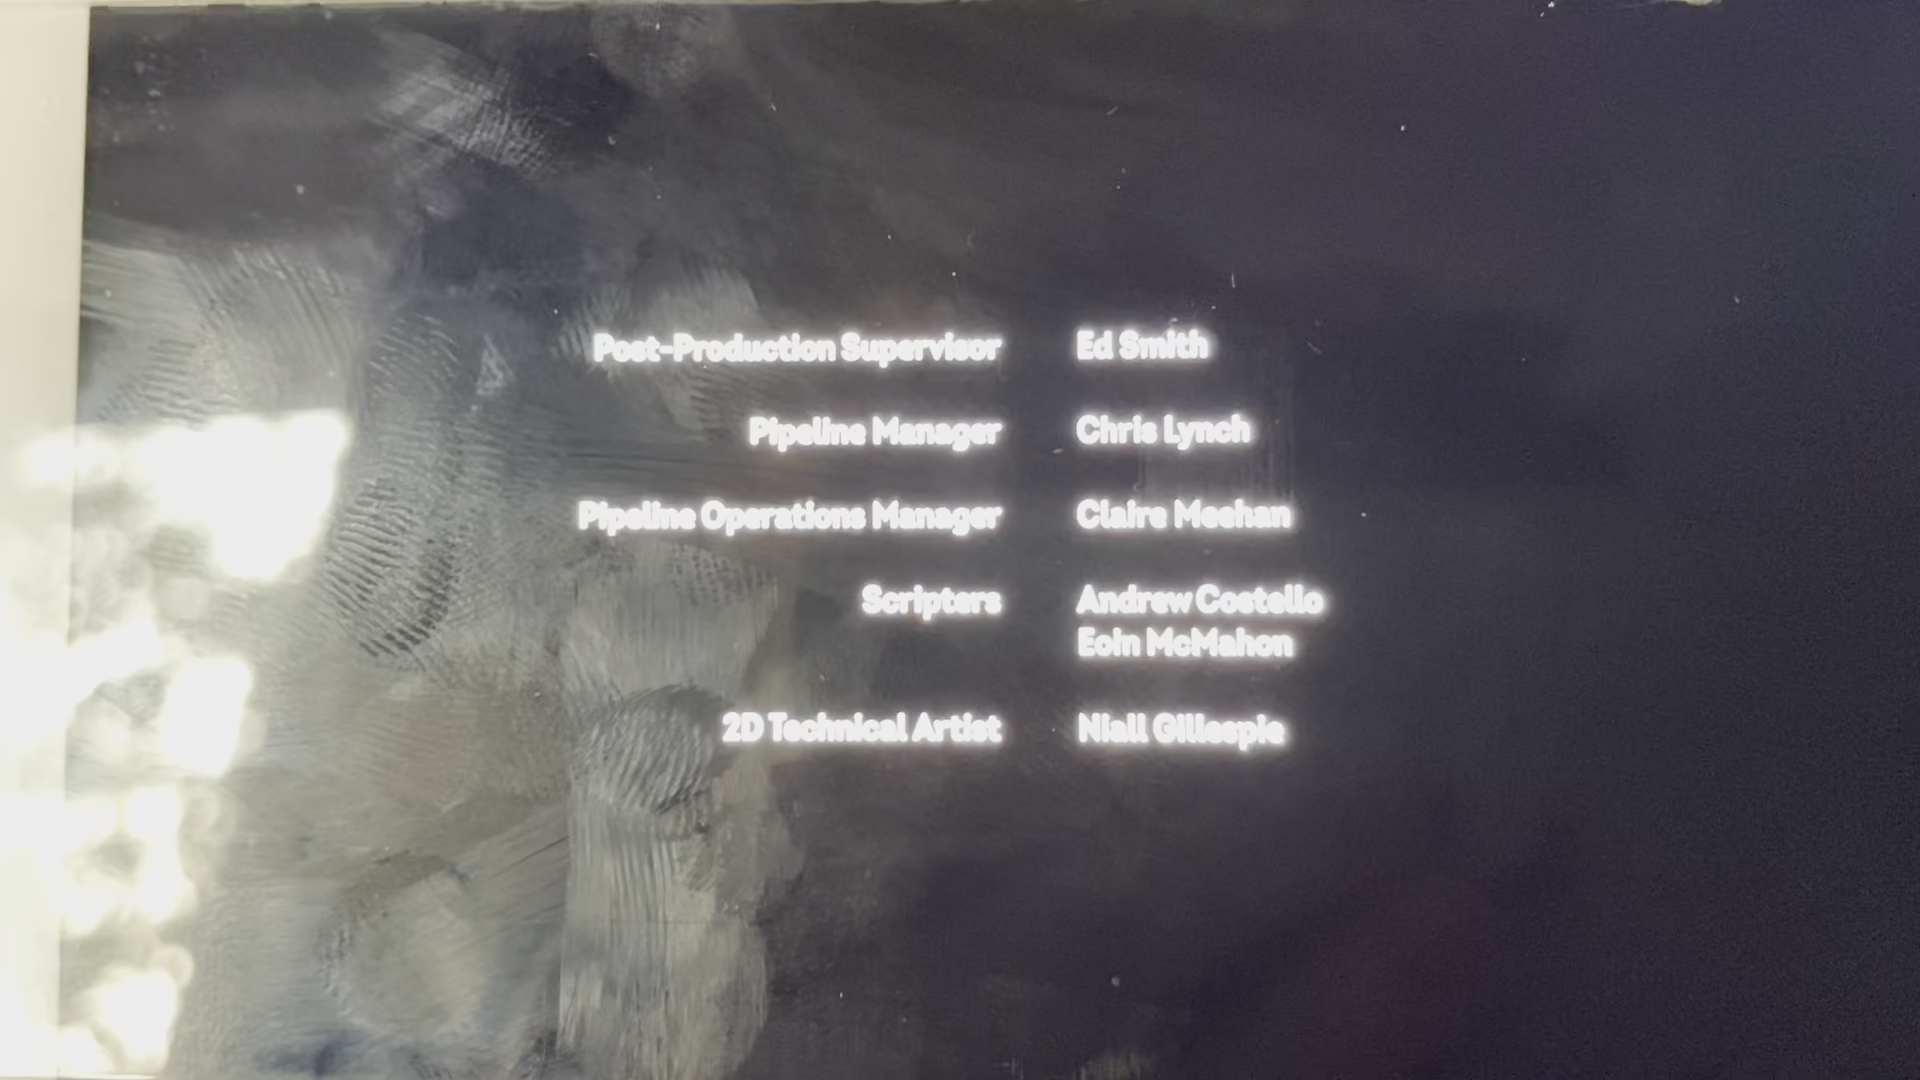 Post-Production Supervisor Ed Smith
Pipeline Manager Chris Lynch
Pipeline Operations Manager Claire Meehan
Scripters Andrew Costello
Eoin McMahon
2D Technical Artist Niall Gillespie